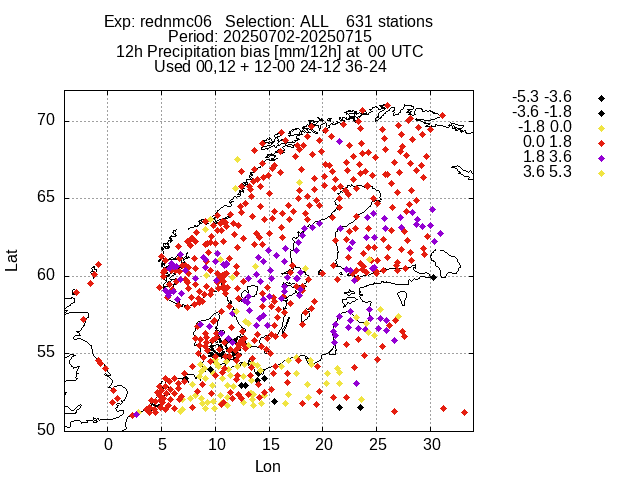 Exp: rednmc06   Selection: ALL    631 stations
Period: 20250702-20250715
12h Precipitation bias [mm/12h] at  00 UTC
Used 00,12 + 12-00 24-12 36-24
-5.3 -3.6
-3.6 -1.8
-1.8 0.0
0.0 1.8
1.8 3.6
3.6 5.3
70
65
60
55
50
Lat
0 5 10 15 20 25 30
Lon